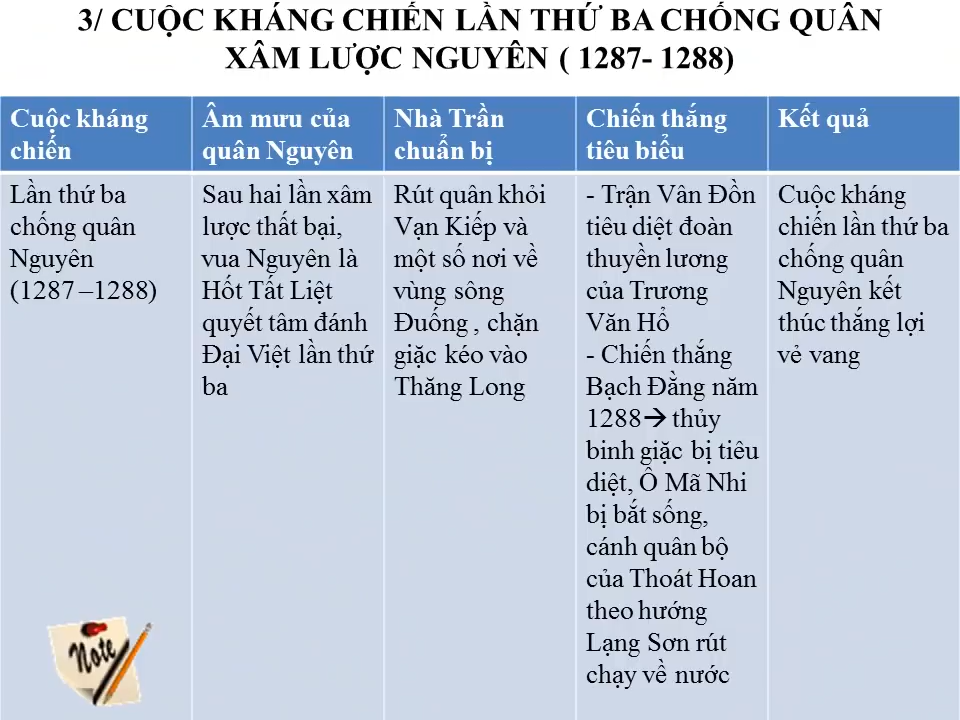 3/ CUỘC KHÁNG CHIẾN LẦN THỨ BA CHỐNG QUÂN
XÂM LƯỢC NGUYÊN ( 1287- 1288)
Cuộc kháng
chiến
Âm mưu của
quân Nguyên
Nhà Trần
chuẩn bị
Chiến thắng
tiêu biểu
Kết quả
Lần thứ ba
chống quân
Nguyên
(1287 –1288)
Sau hai lần xâm
lược thất bại,
vua Nguyên là
Hốt Tất Liệt
quyết tâm đánh
Đại Việt lần thứ
ba
Rút quân khỏi
Vạn Kiếp và
một số nơi về
vùng sông
Đuống , chặn
giặc kéo vào
Thăng Long
- Trận Vân Đồn
tiêu diệt đoàn
thuyền lương
của Trương
Văn Hổ
- Chiến thắng
Bạch Đằng năm
1288→ thủy
binh giặc bị tiêu
diệt, Ô Mã Nhi
bị bắt sống,
cánh quân bộ
của Thoát Hoan
theo hướng
Lạng Sơn rút
chạy về nước
Cuộc kháng
chiến lần thứ ba
chống quân
Nguyên kết
thúc thắng lợi
vẻ vang
Note